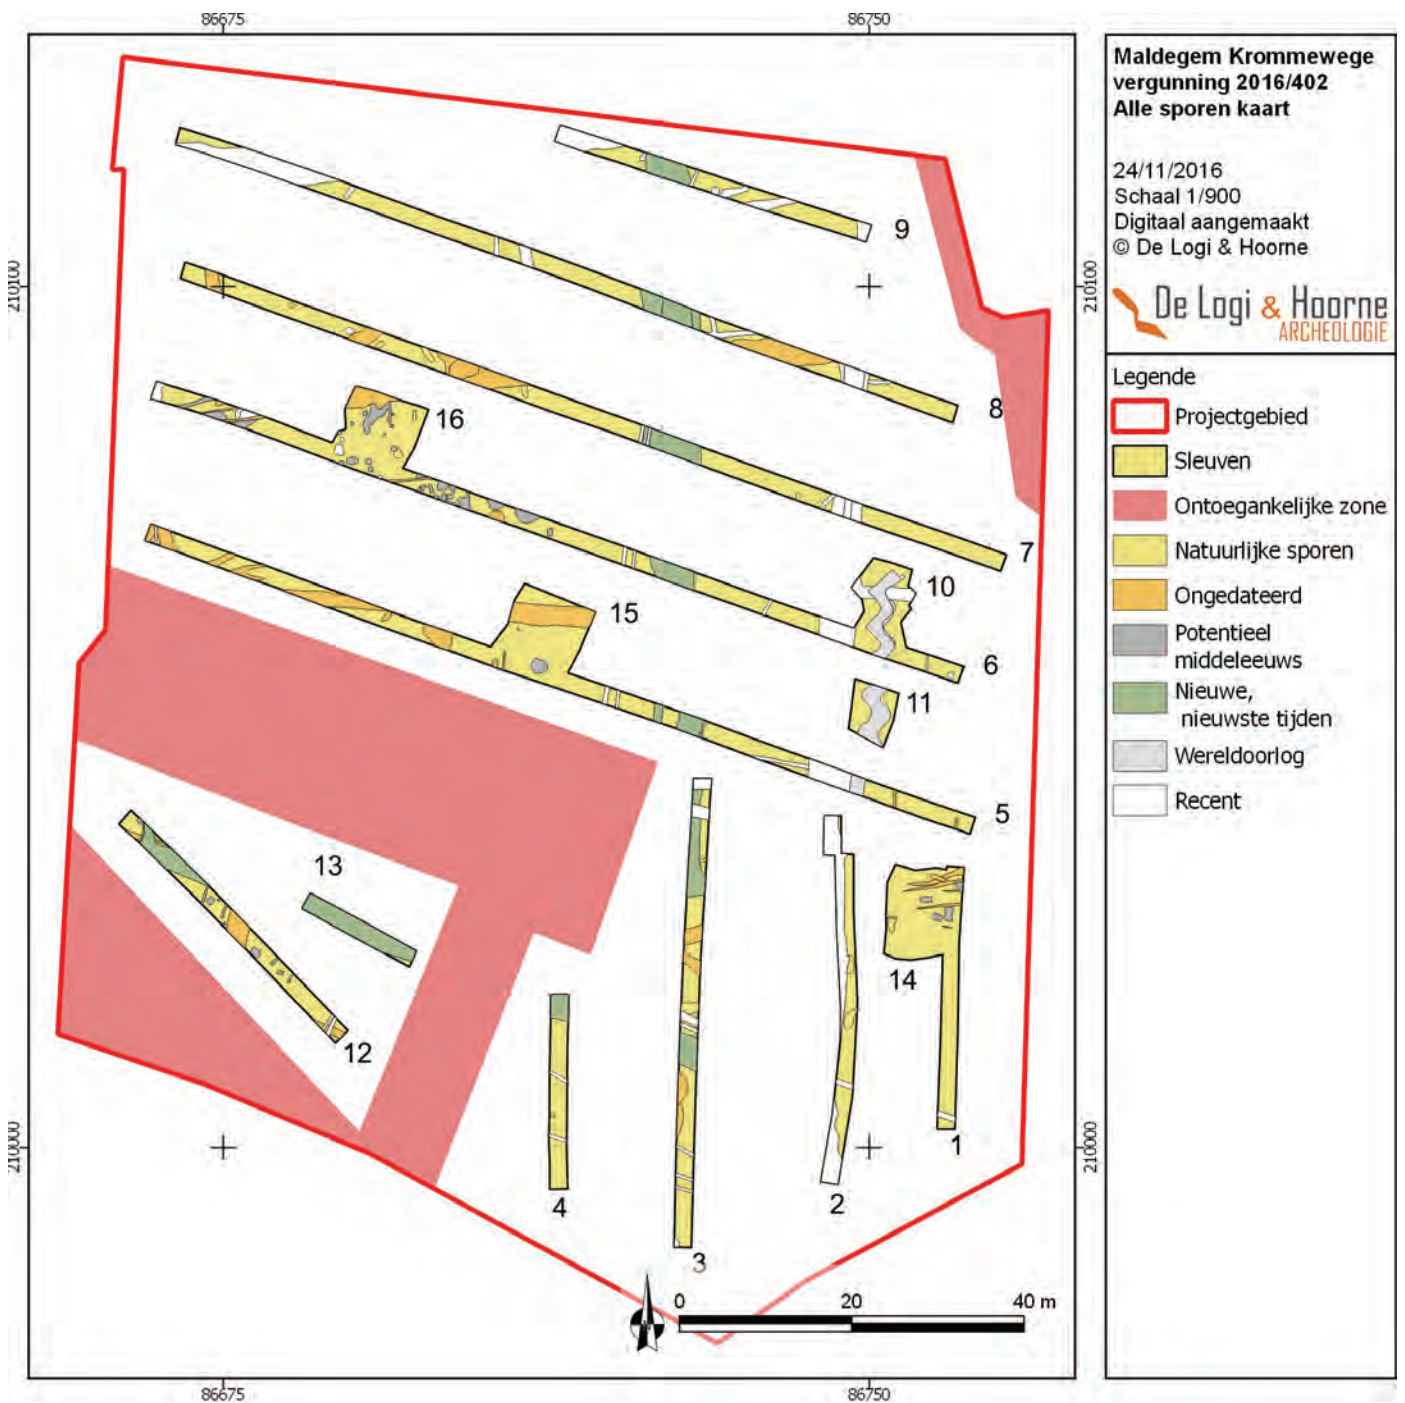 86675
86750
Maldegem Krommewege
vergunning 2016/402
Alle sporen kaart
24/11/2016
Schaal 1/900
Digitaal aangemaakt
© De Logi & Hoorne
De Logi & Hoorne
ARCHEOLOGIE
Legende
Projectgebied
Sleuven
Ontoegankelijke zone
Natuurlijke sporen
Ongedateerd
Potentieel
middeleeuws
Nieuwe,
nieuwste tijden
Wereldoorlog
Recent
210100
210100
9
8
16
7
10
15
6
11
5
13
14
12
1
210000
210000
4
2
3
0
20
40 m
86675
86750